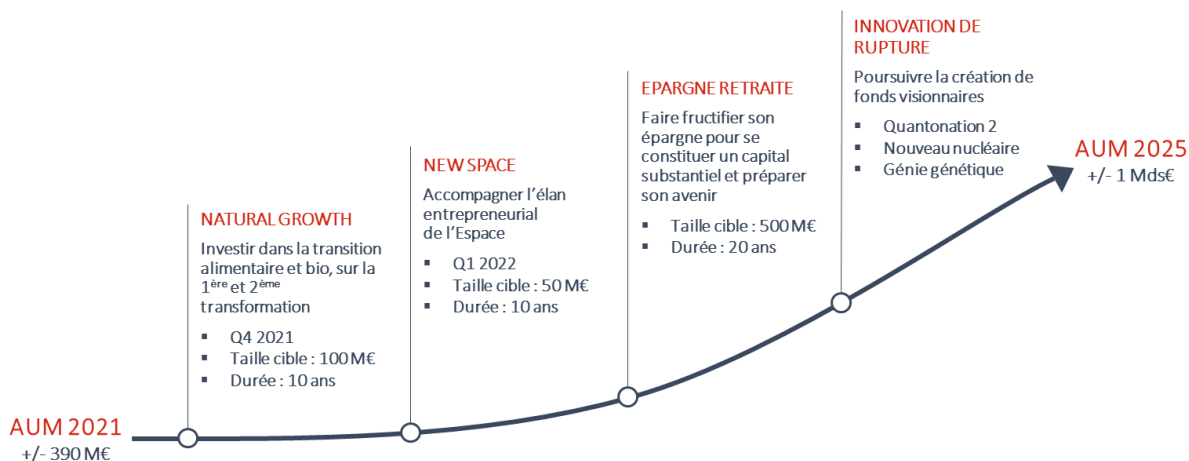 AUM 2021
+/- 390 M€
NATURAL GROWTH
Investir dans la transition
alimentaire et bio, sur la
1ère et 2ème
transformation
▪ Q4 2021
▪ Taille cible : 100 M€
▪ Durée : 10 ans
NEW SPACE
Accompagner l'élan
entrepreneurial
de l'Espace
▪ Q1 2022
▪ Taille cible : 50 M€
▪ Durée : 10 ans
EPARGNE RETRAITE
Faire fructifier son
épargne pour se
constituer un capital
substantiel et préparer
son avenir
▪ Taille cible : 500 M€
▪ Durée : 20 ans
INNOVATION DE
RUPTURE
Poursuivre la création de
fonds visionnaires
▪ Quantonation 2
▪ Nouveau nucléaire
▪ Génie génétique
AUM 2025
+/- 1 Mds€